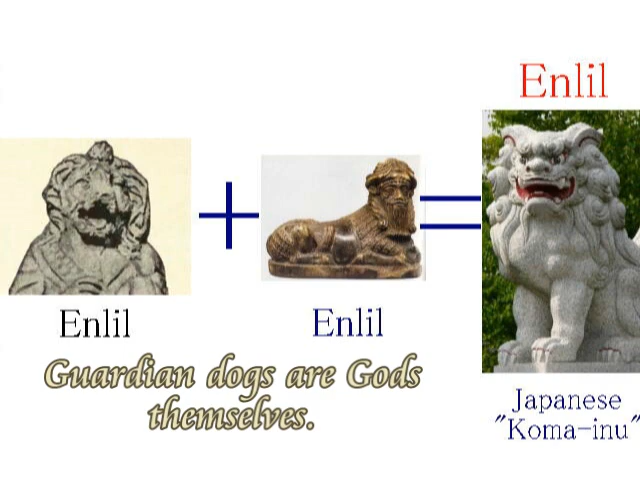 Enlil
Enlil
Enlil
Guardian dogs are Gods
themselves.
Japanese
"Koma-inu"